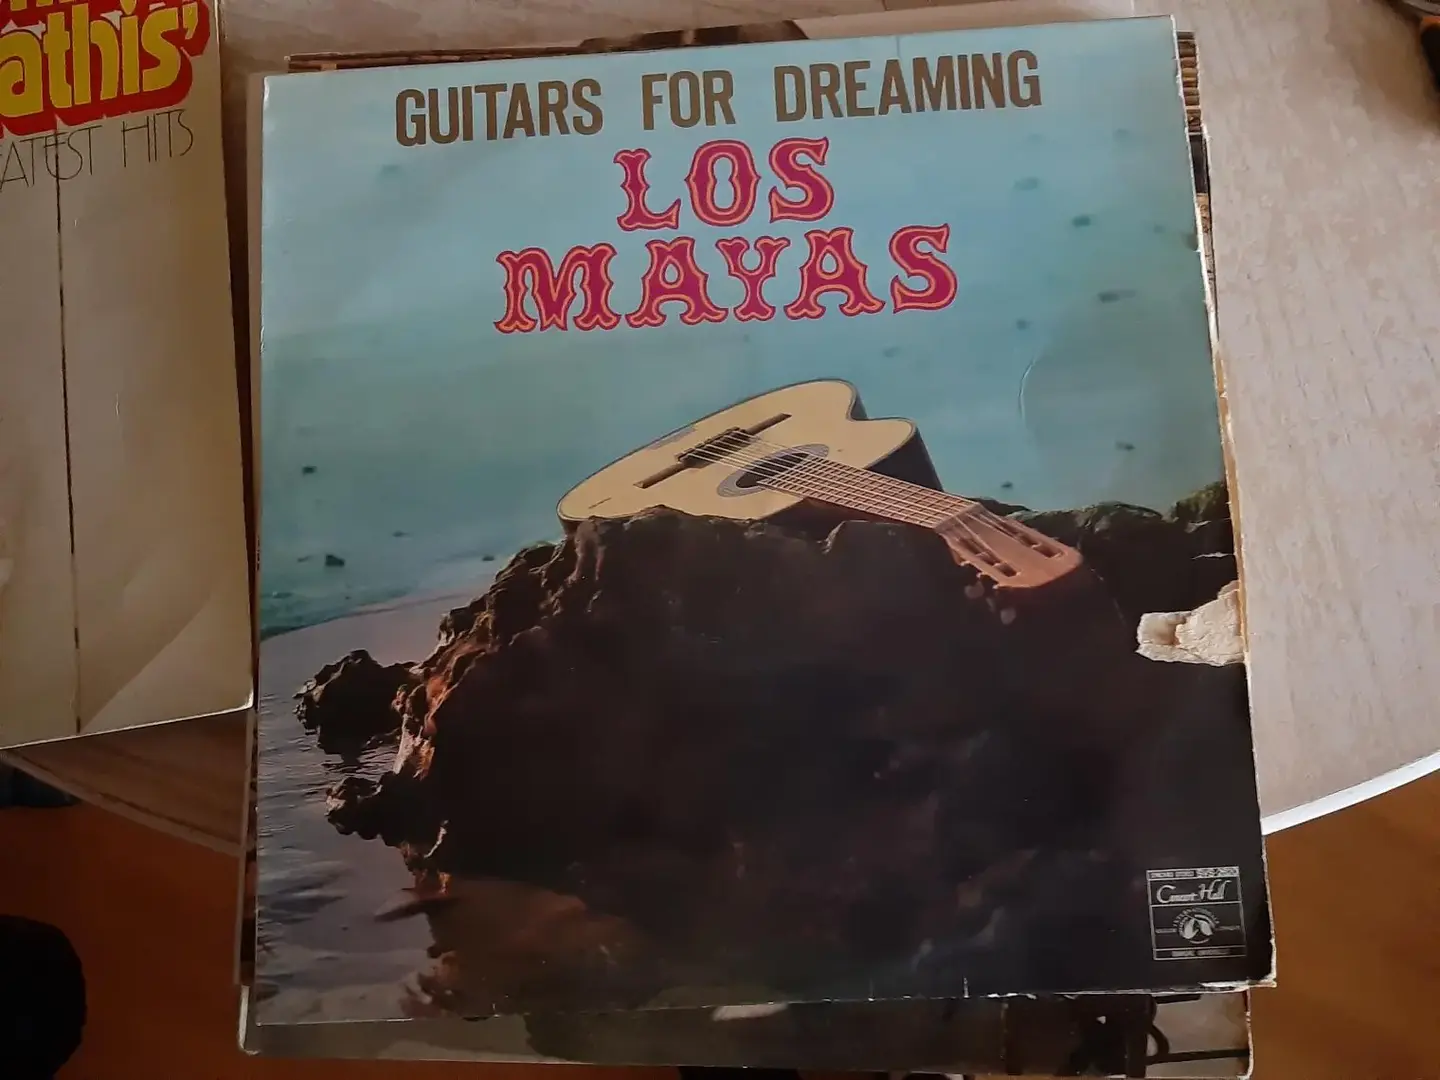 athis'
ATEST HITS
GUITARS FOR DREAMING
LOS
MAYAS
Concert Hall